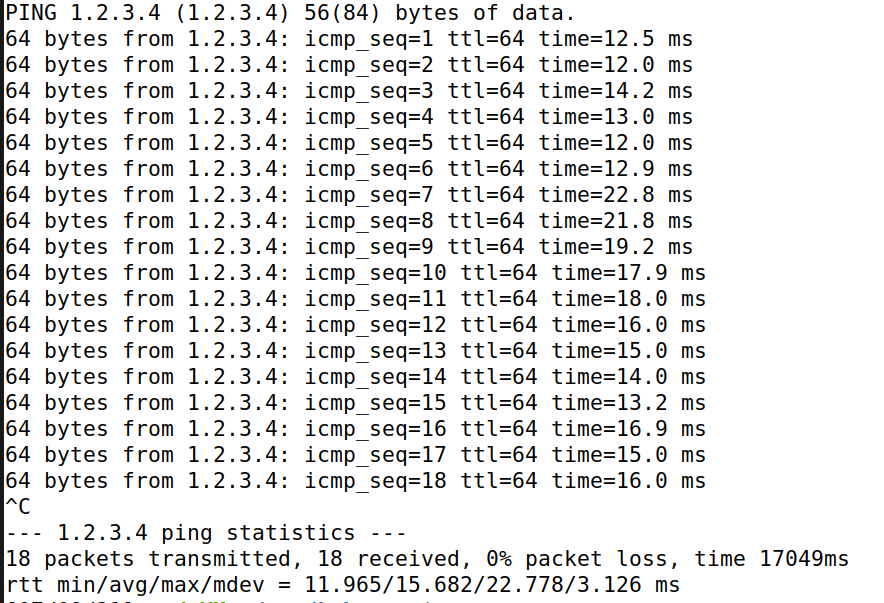 PING 1.2.3.4 (1.2.3.4) 56(84) bytes of data.
64 bytes from 1.2.3.4: icmp_seq=1 ttl=64 time=12.5 ms
64 bytes from 1.2.3.4: icmp_seq=2 ttl=64 time=12.0 ms
64 bytes from 1.2.3.4: icmp_seq=3 ttl=64 time=14.2 ms
64 bytes from 1.2.3.4: icmp_seq=4 ttl=64 time=13.0 ms
64 bytes from 1.2.3.4: icmp_seq=5 ttl=64 time=12.0 ms
64 bytes from 1.2.3.4: icmp_seq=6 ttl=64 time=12.9 ms
64 bytes from 1.2.3.4: icmp_seq=7 ttl=64 time=22.8 ms
64 bytes from 1.2.3.4: icmp_seq=8 ttl=64 time=21.8 ms
64 bytes from 1.2.3.4: icmp_seq=9 ttl=64 time=19.2 ms
64 bytes from 1.2.3.4: icmp_seq=10 ttl=64 time=17.9 ms
64 bytes from 1.2.3.4: icmp_seq=11 ttl=64 time=18.0 ms
64 bytes from 1.2.3.4: icmp_seq=12 ttl=64 time=16.0 ms
64 bytes from 1.2.3.4: icmp_seq=13 ttl=64 time=15.0 ms
64 bytes from 1.2.3.4: icmp_seq=14 ttl=64 time=14.0 ms
64 bytes from 1.2.3.4: icmp_seq=15 ttl=64 time=13.2 ms
64 bytes from 1.2.3.4: icmp_seq=16 ttl=64 time=16.9 ms
64 bytes from 1.2.3.4: icmp_seq=17 ttl=64 time=15.0 ms
64 bytes from 1.2.3.4: icmp_seq=18 ttl=64 time=16.0 ms
^C
--- 1.2.3.4 ping statistics ---
18 packets transmitted, 18 received, 0% packet loss, time 17049ms
rtt min/avg/max/mdev = 11.965/15.682/22.778/3.126 ms